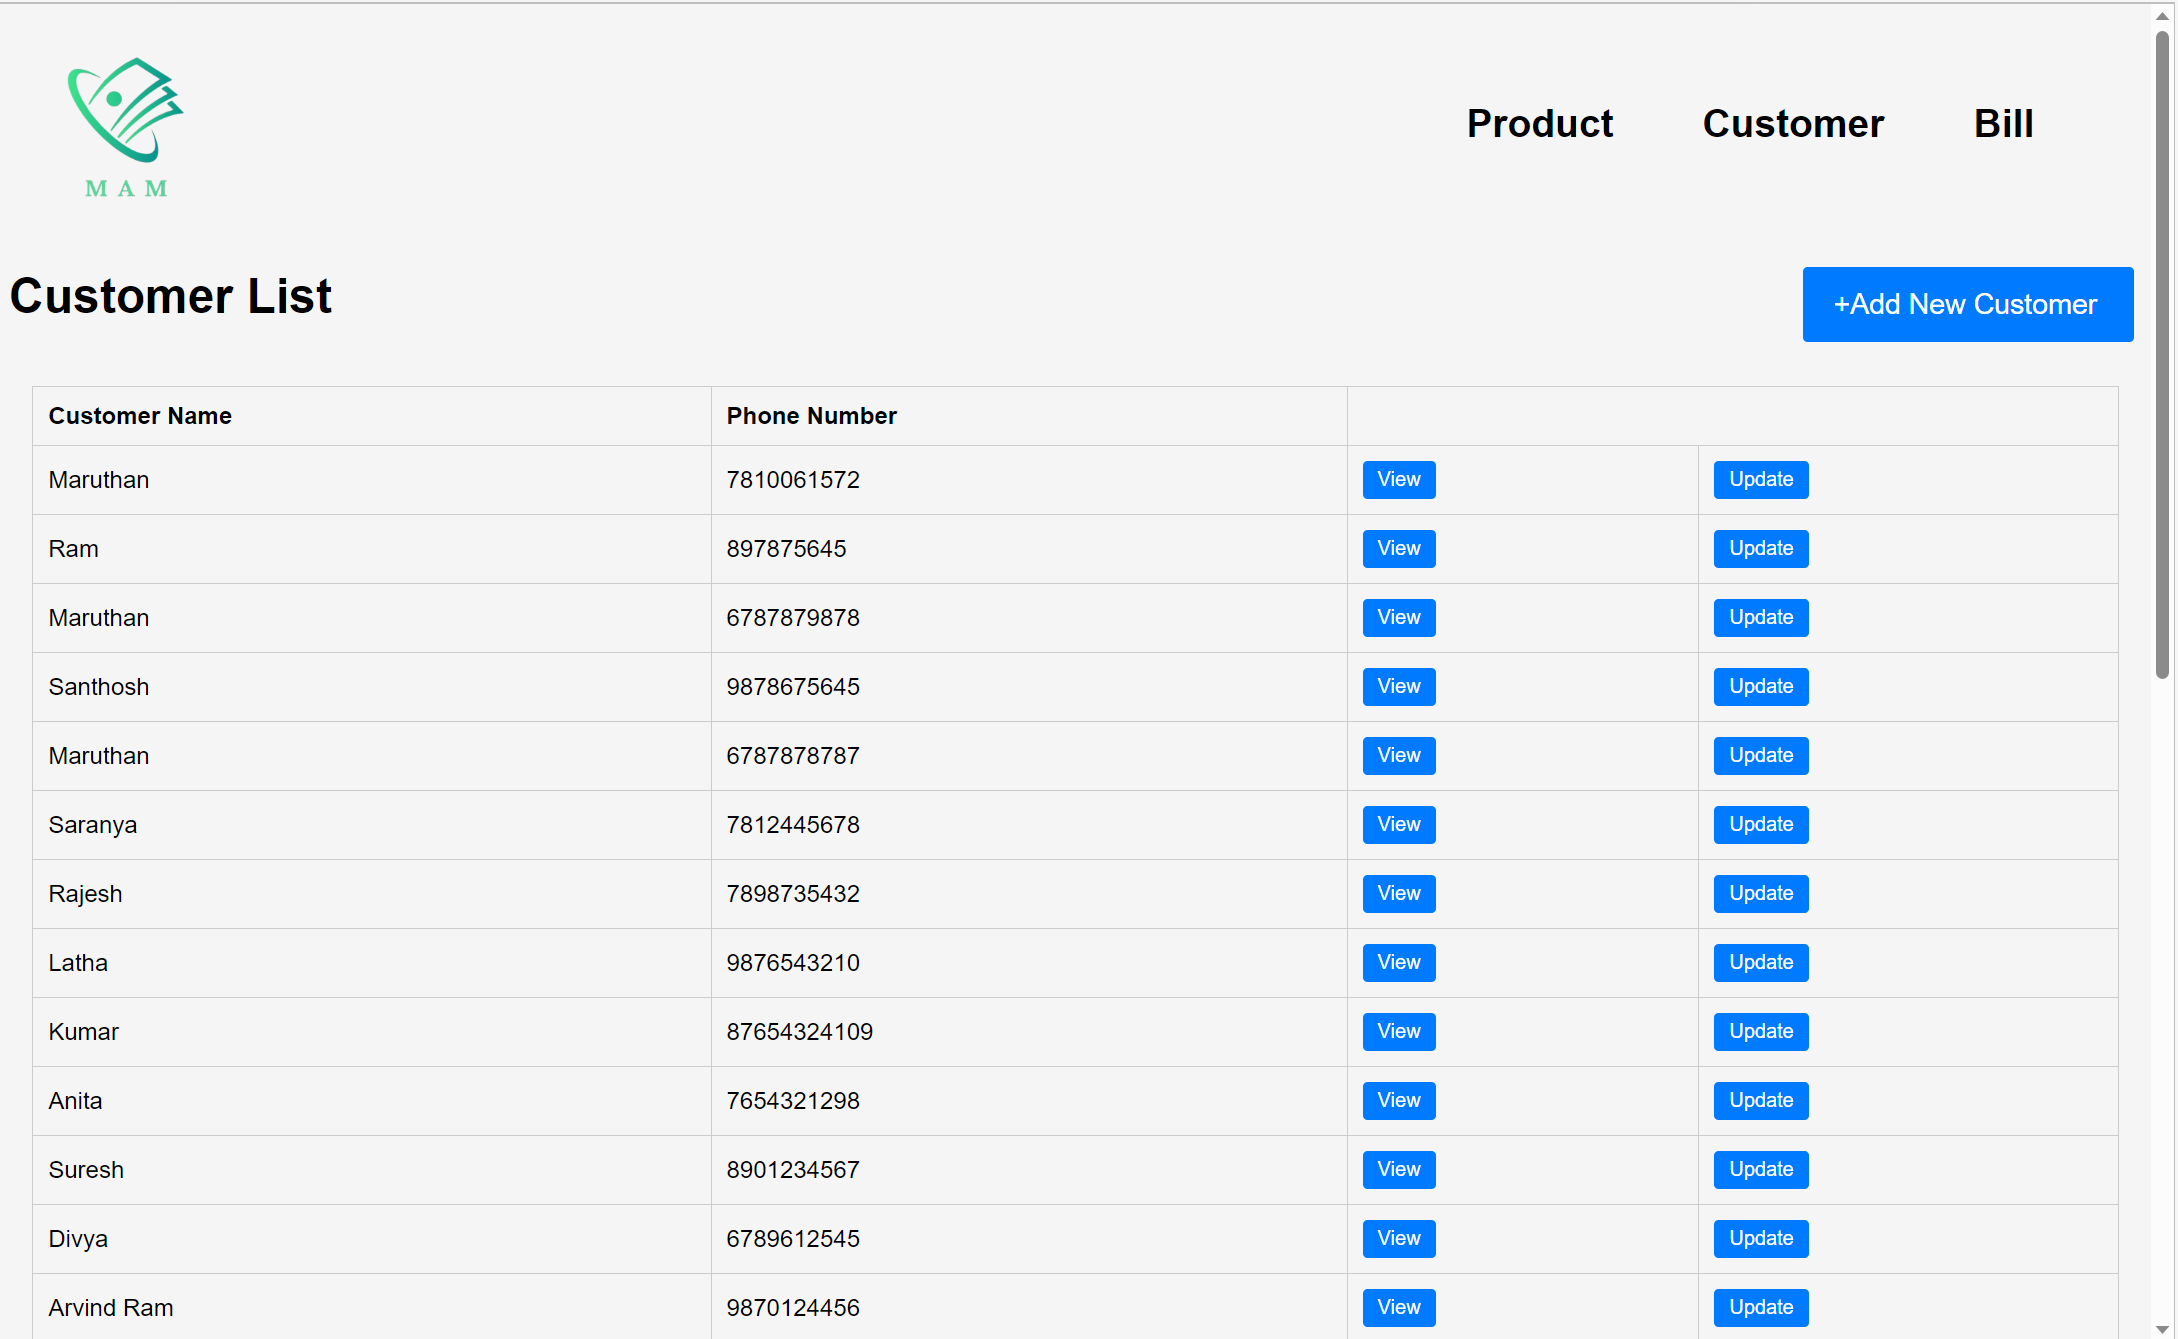 M A M
Product Customer Bill
Customer List
+Add New Customer
Customer Name Phone Number
Maruthan 7810061572 View Update
Ram 897875645 View Update
Maruthan 6787879878 View Update
Santhosh 9878675645 View Update
Maruthan 6787878787 View Update
Saranya 7812445678 View Update
Rajesh 7898735432 View Update
Latha 9876543210 View Update
Kumar 87654324109 View Update
Anita 7654321298 View Update
Suresh 8901234567 View Update
Divya 6789612545 View Update
Arvind Ram 9870124456 View Update